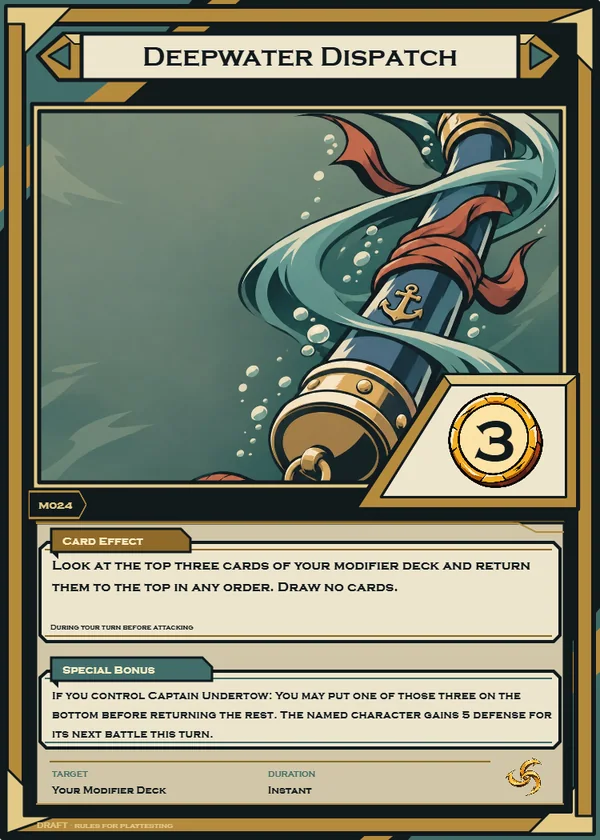 Deepwater Dispatch
3
M024
Card Effect
Look at the top three cards of your modifier deck and return
them to the top in any order. Draw no cards.
During your turn before attacking
Special Bonus
If you control Captain Undertow: You may put one of those three on the
bottom before returning the rest. The named character gains 5 defense for
its next battle this turn.
Target
Duration
Your Modifier Deck
Instant
DRAFT · Rules for playtesting